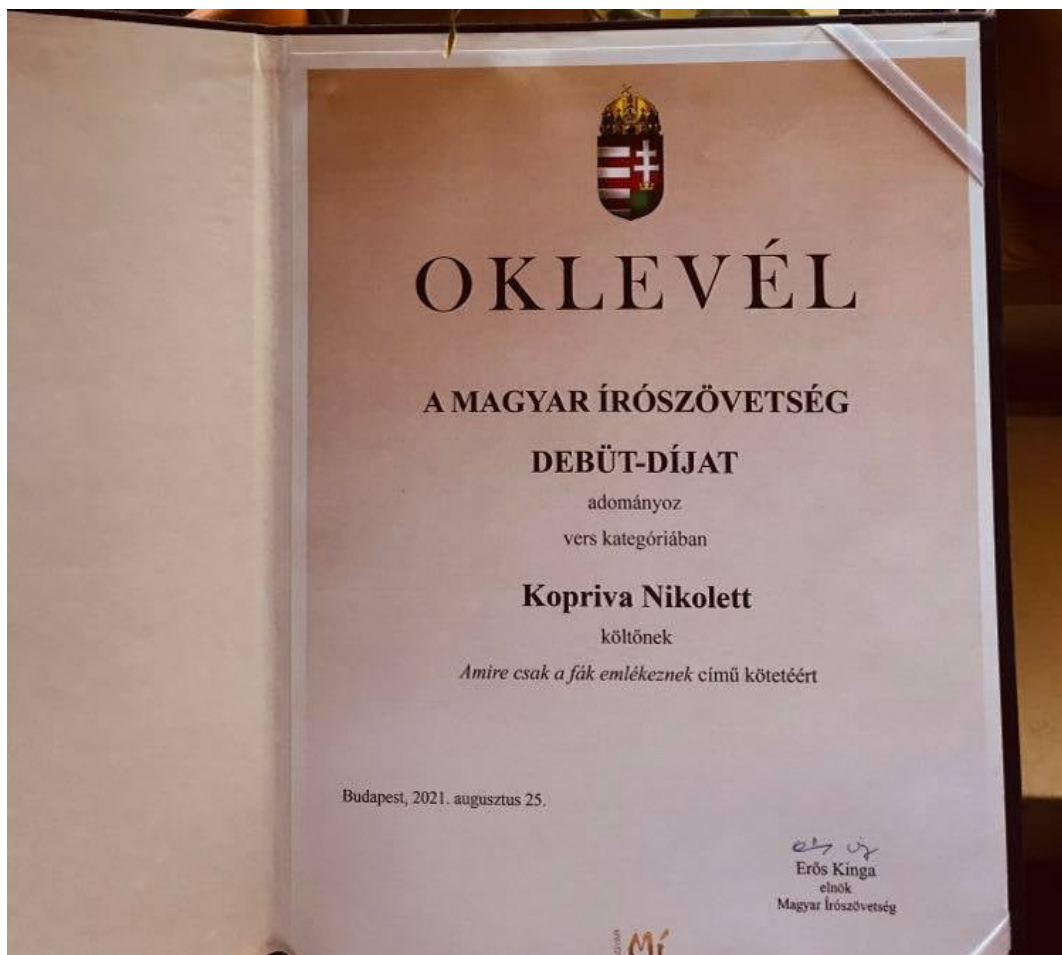 OKLEVÉL
A MAGYAR ÍRÓSZÖVETSÉG
DEBÜT-DÍJAT
adományoz
vers kategóriában
Kopriva Nikolett
költőnek
Amire csak a fák emlékeznek című kötetéért
Budapest, 2021. augusztus 25.
Erős Kinga
elnök
Magyar Írószövetség
Mí